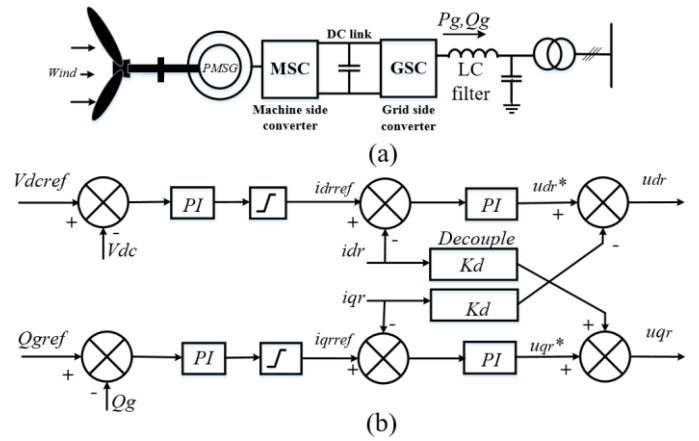 Pg,Qg
DC link
Wind
PMSG
MSC
GSC
LC
filter
Machine side
converter
Grid side
converter
(a)
Vdcref
+
-
Vdc
PI
idrref
+
-
PI
udr*
+
-
udr
idr
Decouple
Kd
iqr
Kd
Qgref
+
-
Qg
PI
iqrref
+
-
PI
uqr*
+
+
uqr
(b)